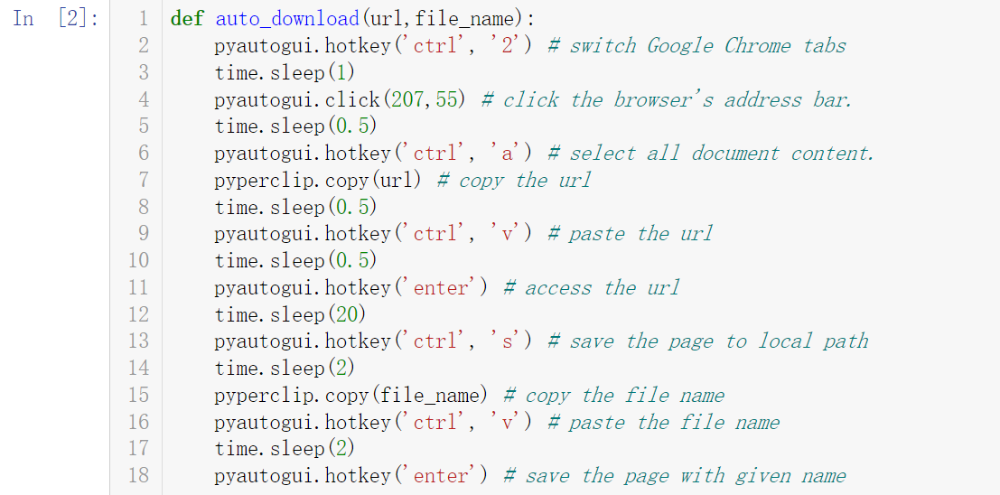 In [2]:
1 def auto_download(url,file_name):
2     pyautogui.hotkey('ctrl', '2') # switch Google Chrome tabs
3     time.sleep(1)
4     pyautogui.click(207,55) # click the browser's address bar.
5     time.sleep(0.5)
6     pyautogui.hotkey('ctrl', 'a') # select all document content.
7     pyperclip.copy(url) # copy the url
8     time.sleep(0.5)
9     pyautogui.hotkey('ctrl', 'v') # paste the url
10     time.sleep(0.5)
11     pyautogui.hotkey('enter') # access the url
12     time.sleep(20)
13     pyautogui.hotkey('ctrl', 's') # save the page to local path
14     time.sleep(2)
15     pyperclip.copy(file_name) # copy the file name
16     pyautogui.hotkey('ctrl', 'v') # paste the file name
17     time.sleep(2)
18     pyautogui.hotkey('enter') # save the page with given name